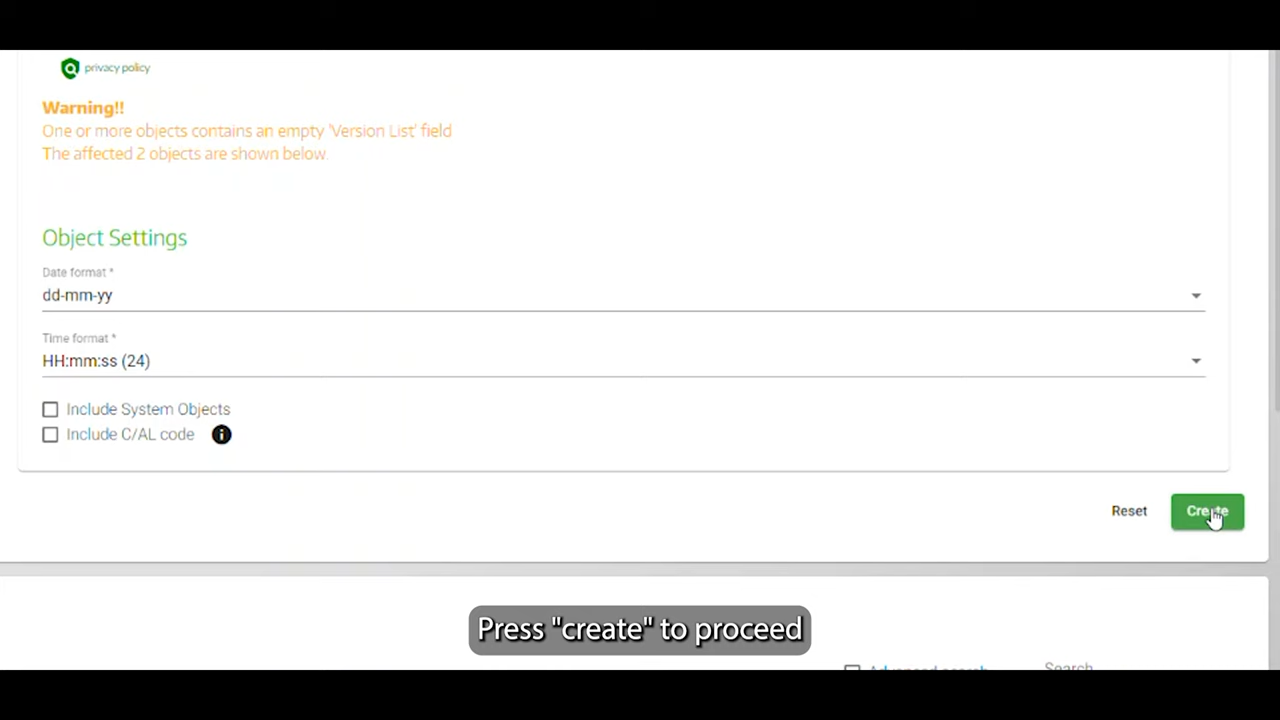 privacy policy
Warning!!
One or more objects contains an empty 'Version List' field
The affected 2 objects are shown below.
Object Settings
Date format *
dd-mm-yy
Time format *
HH:mm:ss (24)
Include System Objects
Include C/AL code
Reset Create
Press "create" to proceed
Advanced search Search